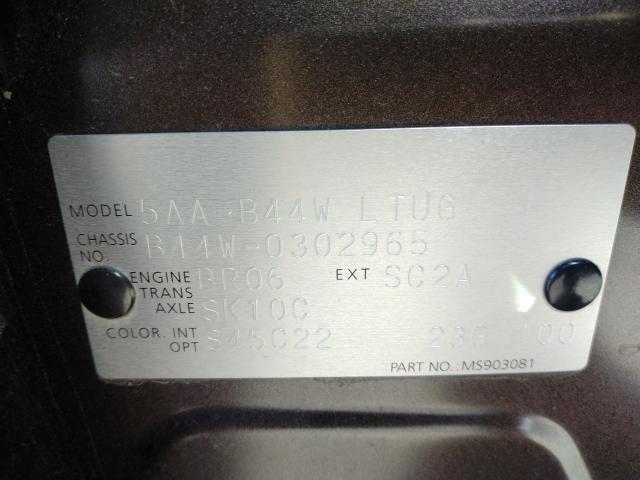 MODEL 5AA-B44W LTUG
CHASSIS NO. B44W-0302965
ENGINE BR06 EXT SC2A
TRANS AXLE SK10C
COLOR. INT OPT S45C22 23G 100
PART NO.: MS903081